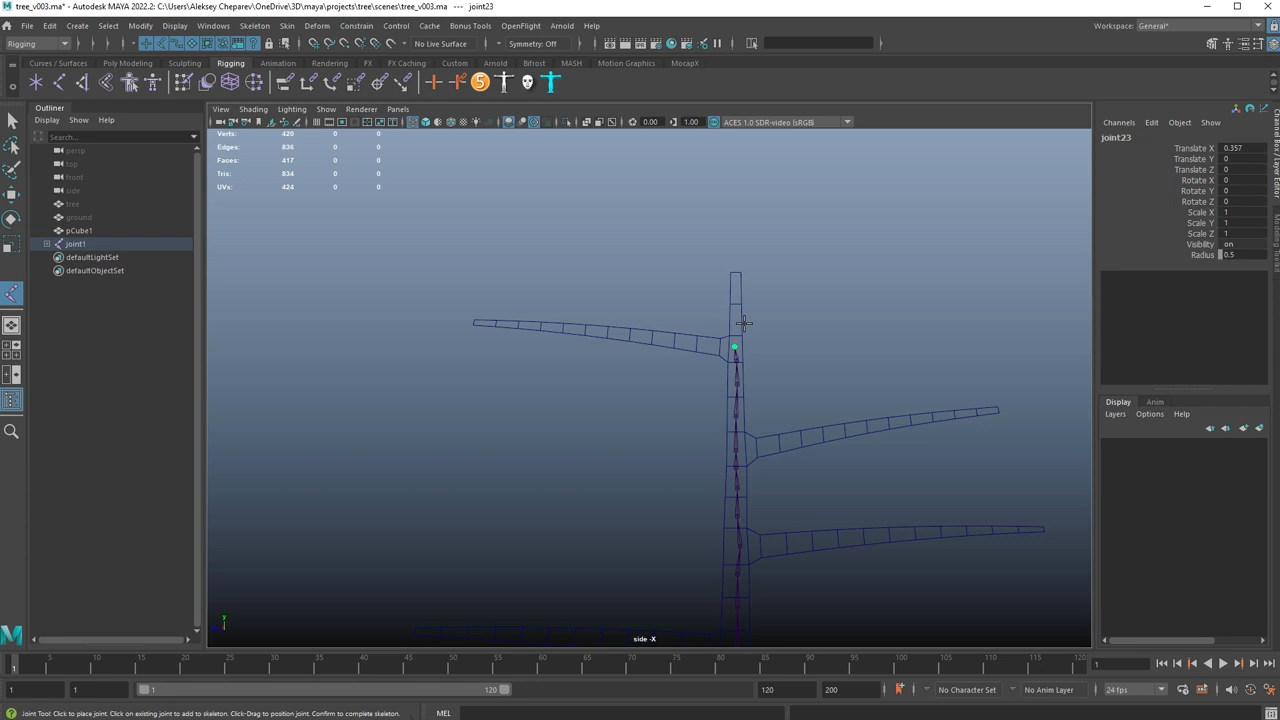 tree_v003.ma* - Autodesk MAYA 2022.2: C:\Users\Aleksey Cheparev\OneDrive\3D\maya\projects\tree\scenes\tree_v003.ma --- joint23
File Edit Create Select Modify Display Windows Skeleton Skin Deform Constrain Control Cache Bonus Tools OpenFlight Arnold Help Workspace: General*
Rigging No Live Surface Symmetry: Off
Curves / Surfaces Poly Modeling Sculpting Rigging Animation Rendering FX FX Caching Custom Arnold Bifrost MASH Motion Graphics MocapX
Outliner
Display Show Help
Search...
persp
top
front
side
tree
ground
pCube1
joint1
defaultLightSet
defaultObjectSet
View Shading Lighting Show Renderer Panels
0.00 1.00 ACES 1.0 SDR-video (sRGB)
Verts: 420 0 0
Edges: 836 0 0
Faces: 417 0 0
Tris: 834 0 0
UVs: 424 0 0
y
side -X
Channels Edit Object Show
joint23
Translate X 0.357
Translate Y 0
Translate Z 0
Rotate X 0
Rotate Y 0
Rotate Z 0
Scale X 1
Scale Y 1
Scale Z 1
Visibility on
Radius 0.5
Channel Box / Layer Editor
Modeling Toolkit
Display Anim
Layers Options Help
5 10 15 20 25 30 35 40 45 50 55 60 65 70 75 80 85 90 95 100 105 110 115 120
1
1
1 1 1 120 120 200 No Character Set No Anim Layer 24 fps
Joint Tool: Click to place joint. Click on existing joint to add to skeleton. Click-Drag to position joint. Confirm to complete skeleton. MEL